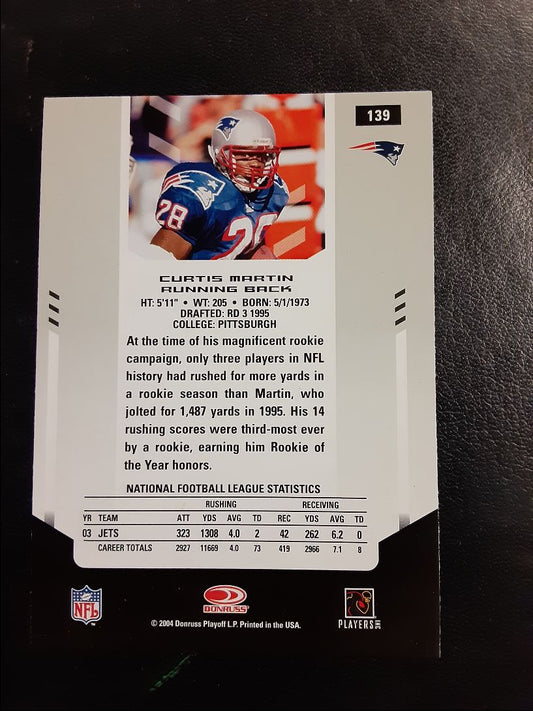 139
28
28
CURTIS MARTIN
RUNNING BACK
HT: 5'11" • WT: 205 • BORN: 5/1/1973
DRAFTED: RD 3 1995
COLLEGE: PITTSBURGH
At the time of his magnificent rookie
campaign, only three players in NFL
history had rushed for more yards in
a rookie season than Martin, who
jolted for 1,487 yards in 1995. His 14
rushing scores were third-most ever
by a rookie, earning him Rookie of
the Year honors.
NATIONAL FOOTBALL LEAGUE STATISTICS
RUSHING RECEIVING
YR TEAM ATT YDS AVG TD REC YDS AVG TD
03 JETS 323 1308 4.0 2 42 262 6.2 0
CAREER TOTALS 2927 11669 4.0 73 419 2966 7.1 8
NFL
DONRUSS
PLAYERS INC
© 2004 Donruss Playoff L.P. Printed in the USA.